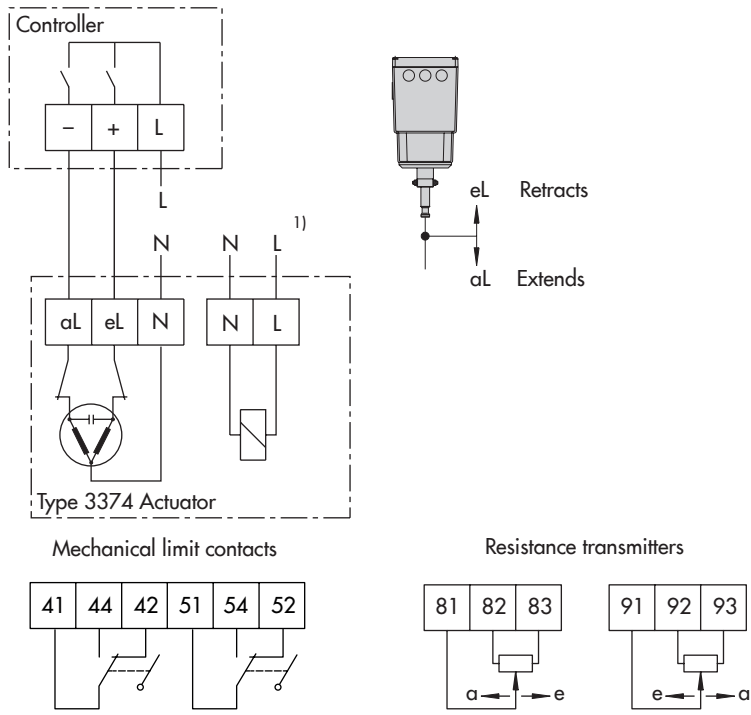 Controller
– + L
L
N N L 1)
aL eL N N L
Type 3374 Actuator
eL Retracts
aL Extends
Mechanical limit contacts
41 44 42 51 54 52
Resistance transmitters
81 82 83
a e
91 92 93
e a